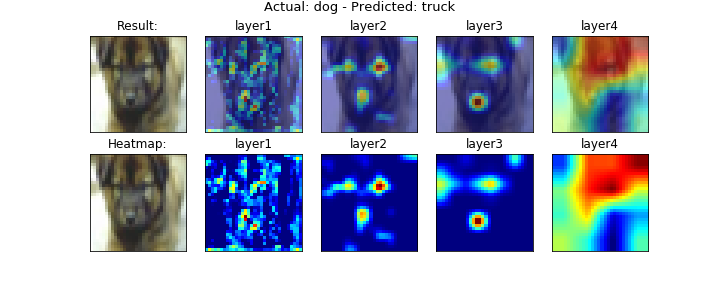 Actual: dog - Predicted: truck
Result: layer1 layer2 layer3 layer4
Heatmap: layer1 layer2 layer3 layer4